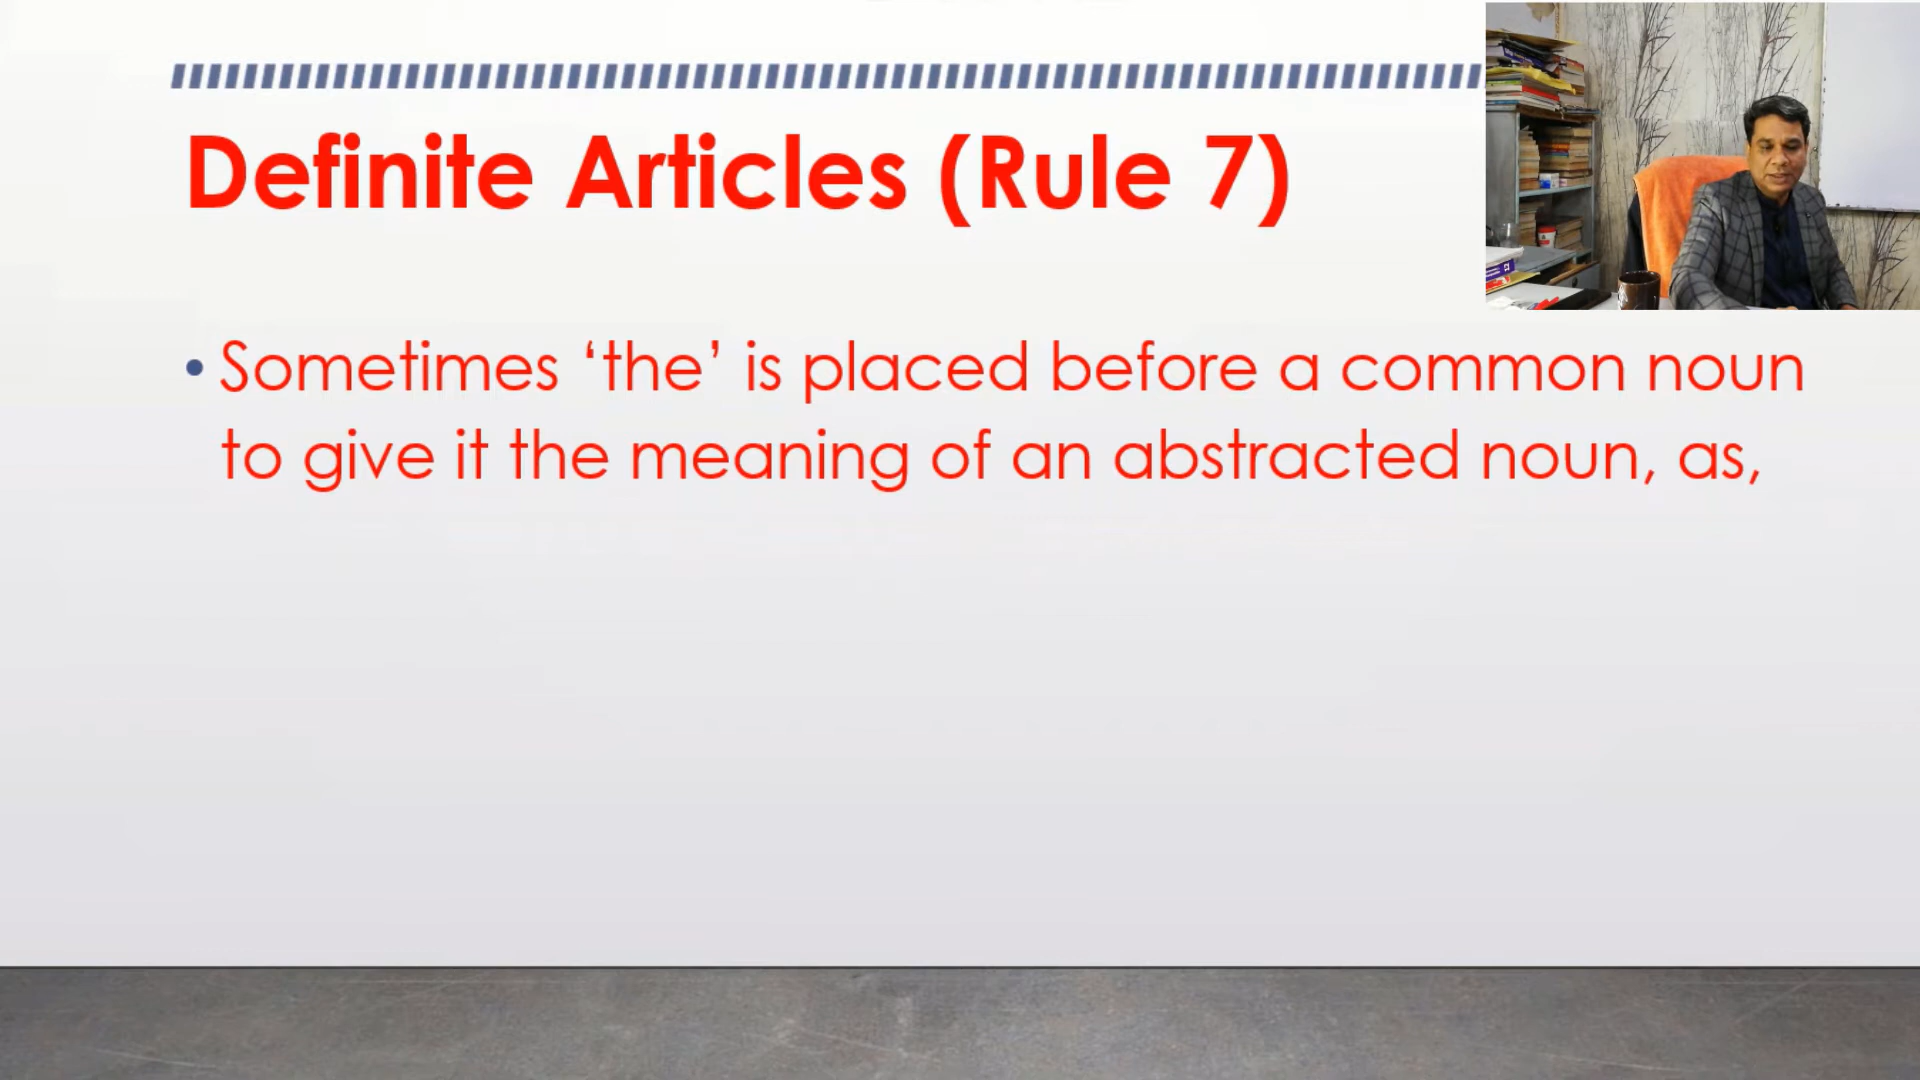 Definite Articles (Rule 7)
• Sometimes ‘the’ is placed before a common noun
to give it the meaning of an abstracted noun, as,